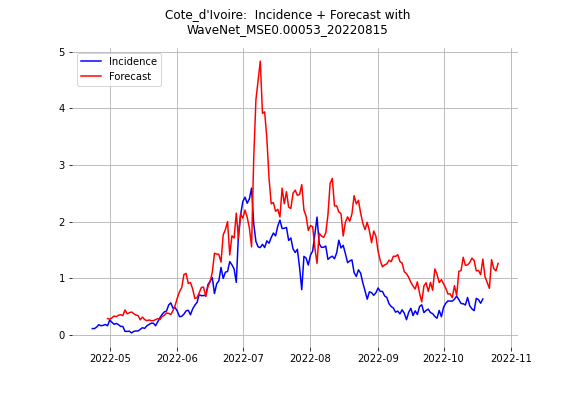 Cote_d'Ivoire:  Incidence + Forecast with
WaveNet_MSE0.00053_20220815
Incidence
Forecast
5
4
3
2
1
0
2022-05 2022-06 2022-07 2022-08 2022-09 2022-10 2022-11